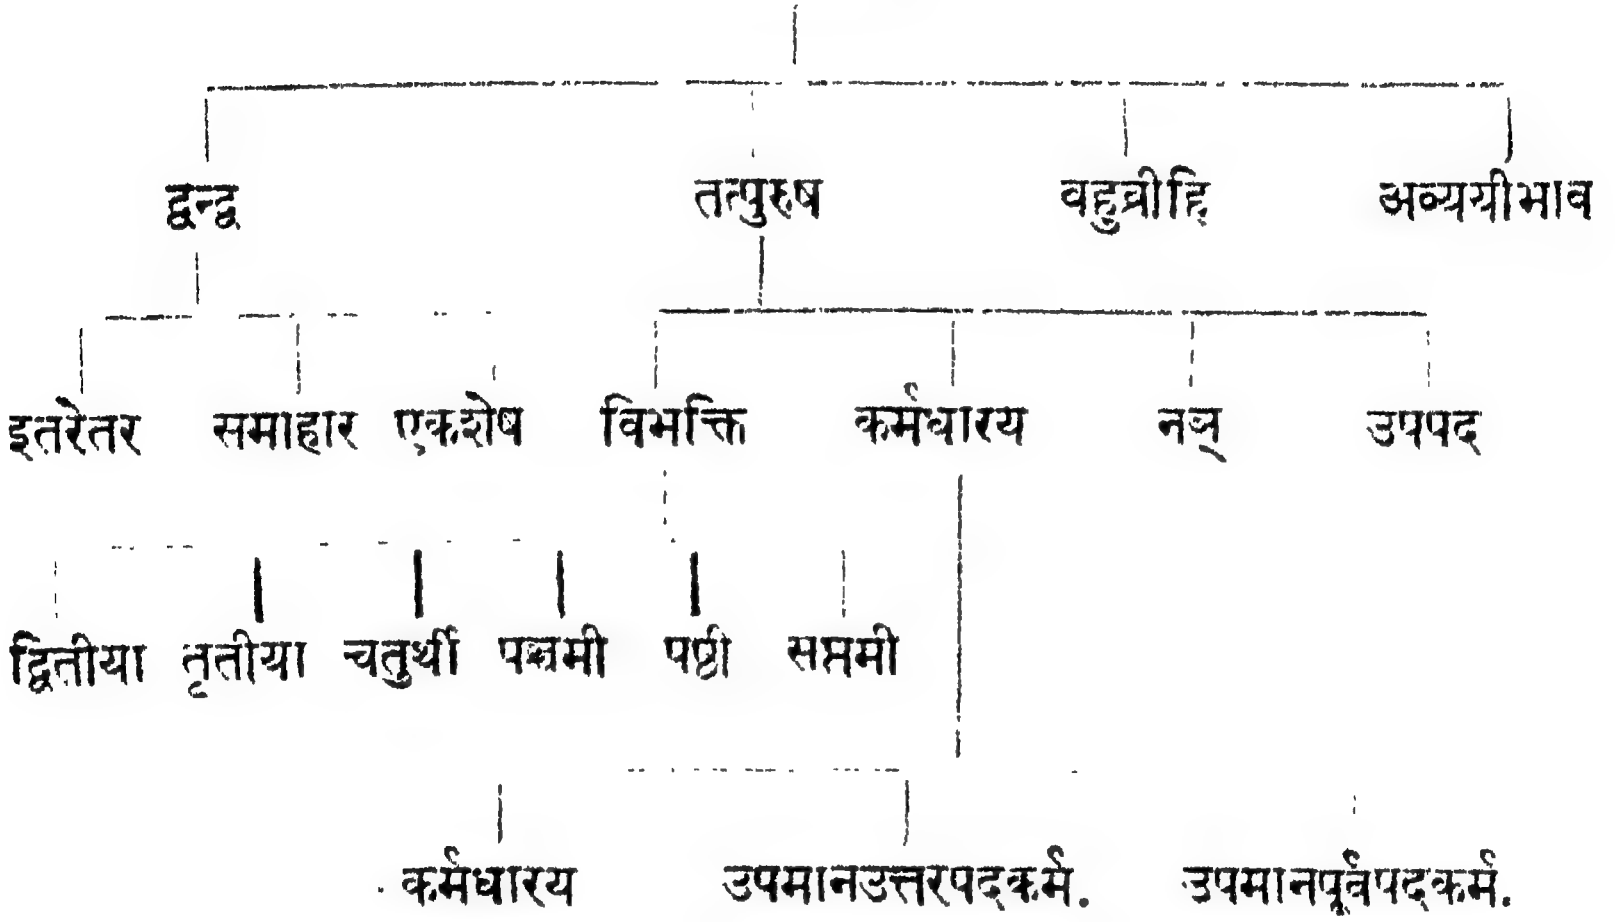 द्वन्द्व तत्पुरुष वहुव्रीहि अव्ययीभाव
इतरेतर समाहार एकशेष विभक्ति कर्मधारय नञ् उपपद
द्वितीया तृतीया चतुर्थी पञ्चमी षष्ठी सप्तमी
कर्मधारय उपमानउत्तरपदकर्म. उपमानपूर्वपदकर्म.